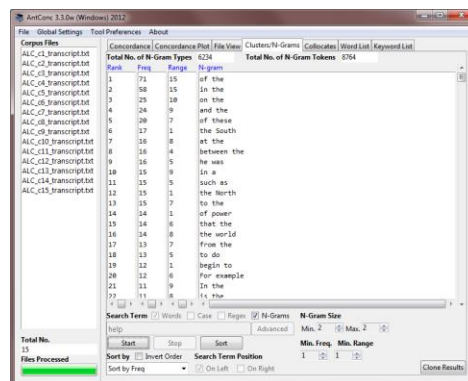 AntConc 3.3.0w (Windows) 2012
File Global Settings Tool Preferences About
Corpus Files
ALC_c1_transcript.txt
ALC_c2_transcript.txt
ALC_c3_transcript.txt
ALC_c4_transcript.txt
ALC_c5_transcript.txt
ALC_c6_transcript.txt
ALC_c7_transcript.txt
ALC_c8_transcript.txt
ALC_c9_transcript.txt
ALC_c10_transcript.txt
ALC_c11_transcript.txt
ALC_c12_transcript.txt
ALC_c13_transcript.txt
ALC_c14_transcript.txt
ALC_c15_transcript.txt
Total No.
15
Files Processed
Concordance Concordance Plot File View Clusters/N-Grams Collocates Word List Keyword List
Total No. of N-Gram Types 6234 Total No. of N-Gram Tokens 8764
Rank Freq Range N-gram
1 71 15 of the
2 58 15 in the
3 25 10 on the
4 24 9 and the
5 20 7 of these
6 17 1 the South
7 16 8 at the
8 16 4 between the
9 16 5 he was
10 15 9 in a
11 15 5 such as
12 15 1 the North
13 15 7 to the
14 14 1 of power
15 14 6 that the
16 14 8 the world
17 13 7 from the
18 13 5 to do
19 12 1 begin to
20 12 6 For example
21 11 9 In the
22 11 8 is the
Search Term Words Case Regex N-Grams N-Gram Size
help Advanced Min. 2 Max. 2
Start Stop Sort Min. Freq. Min. Range
Sort by Invert Order Search Term Position 1 1
Sort by Freq On Left On Right Clone Results